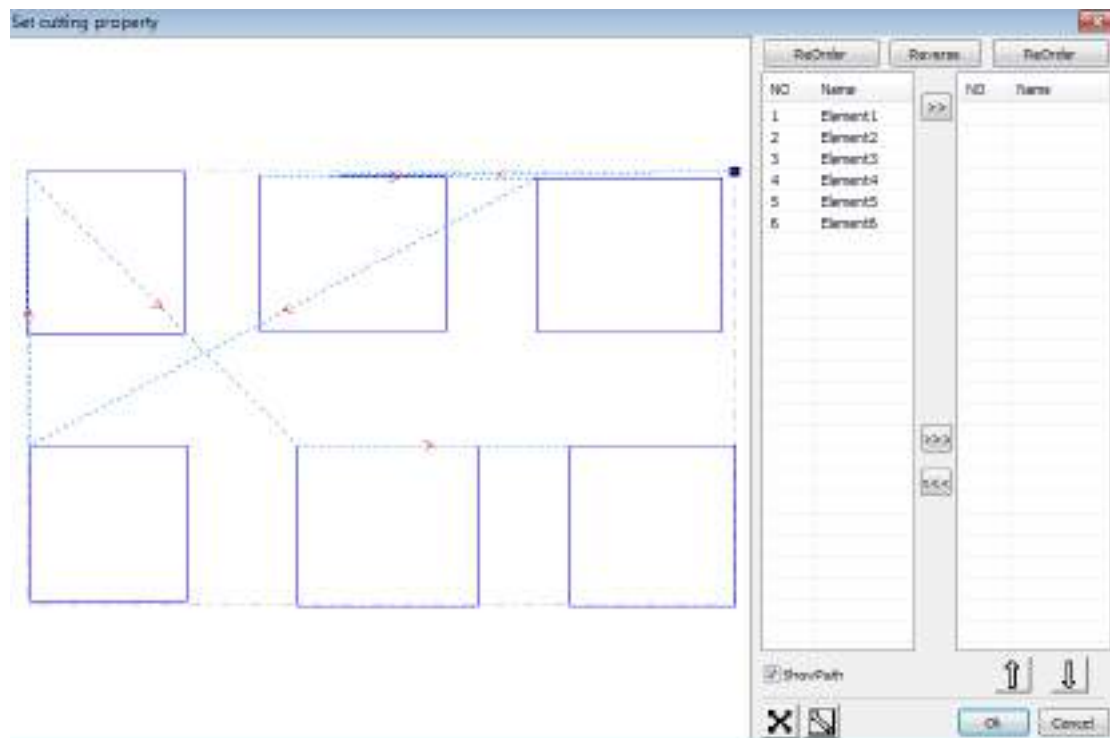 Set cutting property
ReOrder Reverse ReOrder
NO Name NO Name
>>
1 Element1
2 Element2
3 Element3
4 Element4
5 Element5
6 Element6
>>>
<<<
ShowPath
Ok Cancel